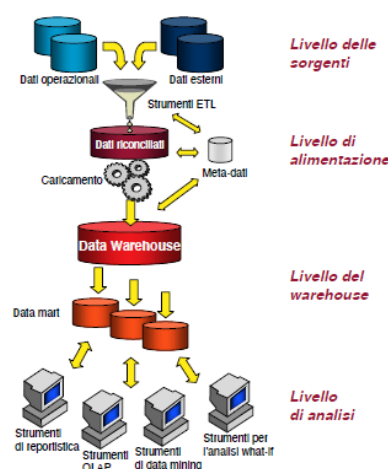 Dati operazionali
Dati esterni
Livello delle
sorgenti
Strumenti ETL
Dati riconciliati
Livello di
alimentazione
Meta-dati
Caricamento
Data Warehouse
Livello del
warehouse
Data mart
Livello
di analisi
Strumenti
di reportistica
Strumenti
OLAP
Strumenti
di data mining
Strumenti per
l'analisi what-if